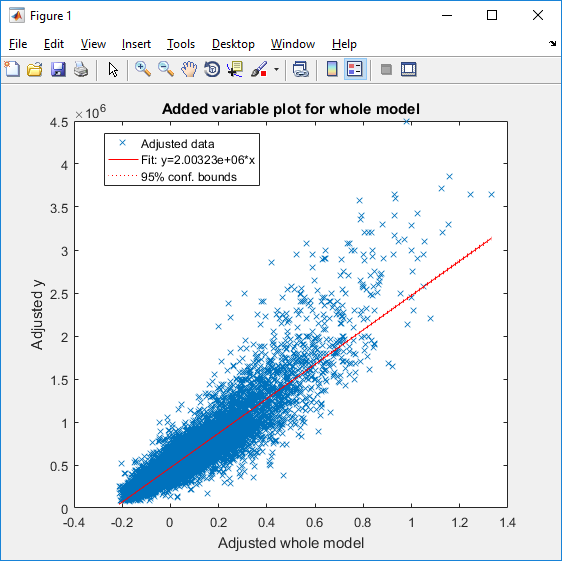 Figure 1
File Edit View Insert Tools Desktop Window Help
Added variable plot for whole model
×10^6
4.5
4
3.5
3
2.5
2
1.5
1
0.5
0
Adjusted y
Adjusted data
Fit: y=2.00323e+06*x
95% conf. bounds
-0.4 -0.2 0 0.2 0.4 0.6 0.8 1 1.2 1.4
Adjusted whole model